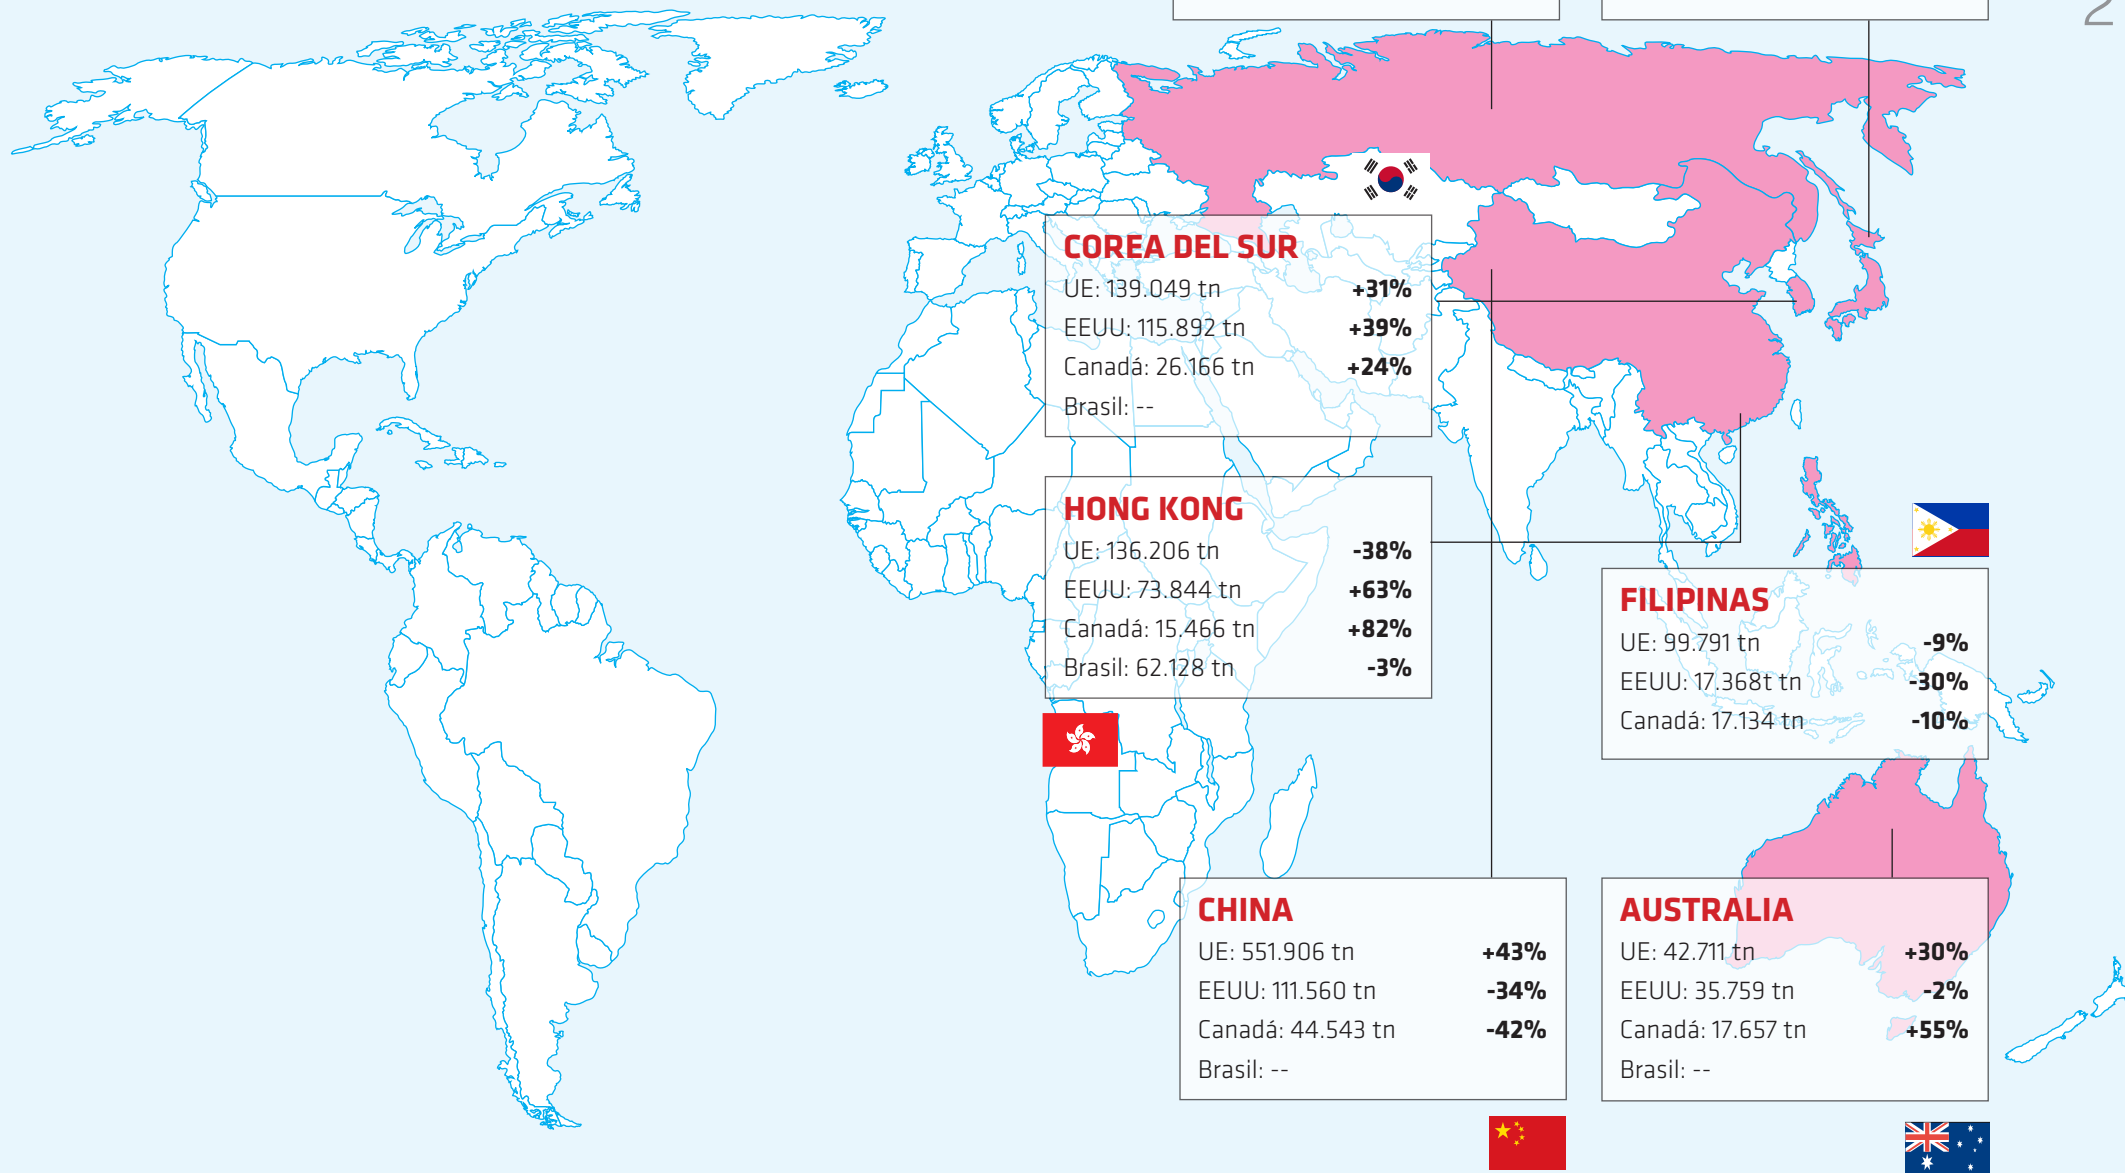 2
COREA DEL SUR
UE: 139.049 tn +31%
EEUU: 115.892 tn +39%
Canadá: 26.166 tn +24%
Brasil: --
HONG KONG
UE: 136.206 tn -38%
EEUU: 73.844 tn +63%
Canadá: 15.466 tn +82%
Brasil: 62.128 tn -3%
FILIPINAS
UE: 99.791 tn -9%
EEUU: 17.368t tn -30%
Canadá: 17.134 tn -10%
CHINA
UE: 551.906 tn +43%
EEUU: 111.560 tn -34%
Canadá: 44.543 tn -42%
Brasil: --
AUSTRALIA
UE: 42.711 tn +30%
EEUU: 35.759 tn -2%
Canadá: 17.657 tn +55%
Brasil: --